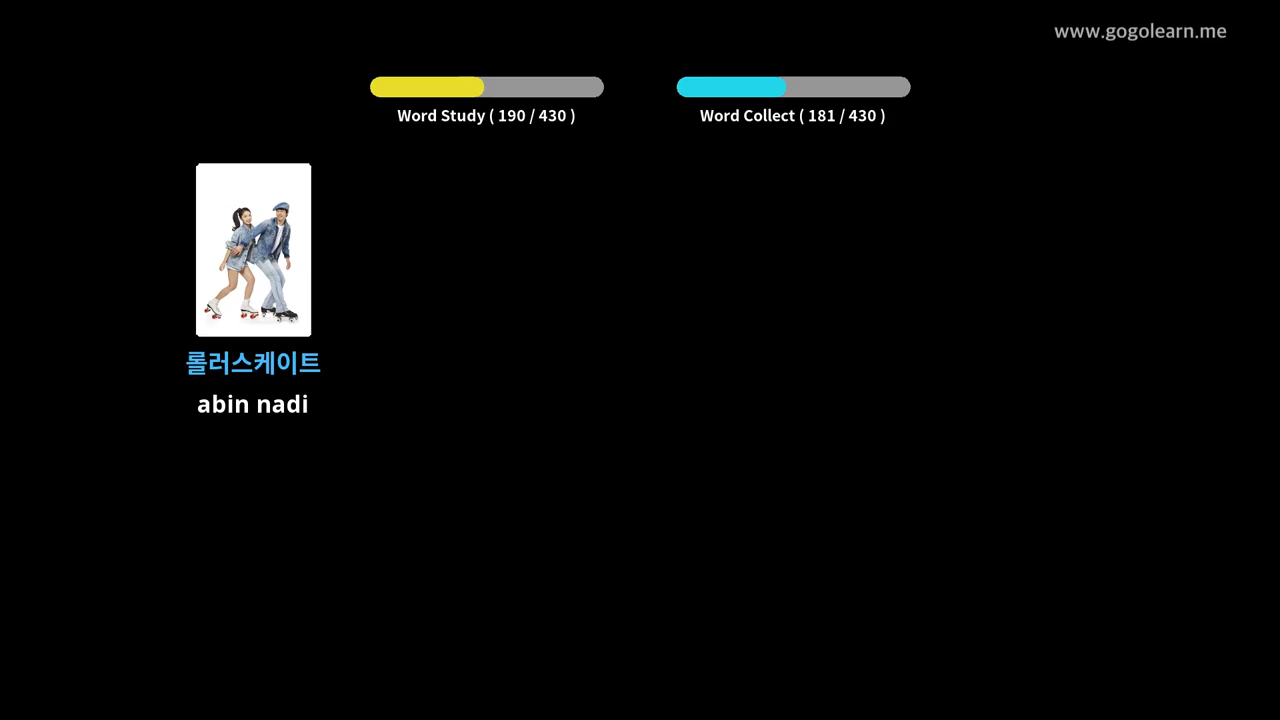 www.gogolearn.me
Word Study ( 190 / 430 )
Word Collect ( 181 / 430 )
롤러스케이트
abin nadi